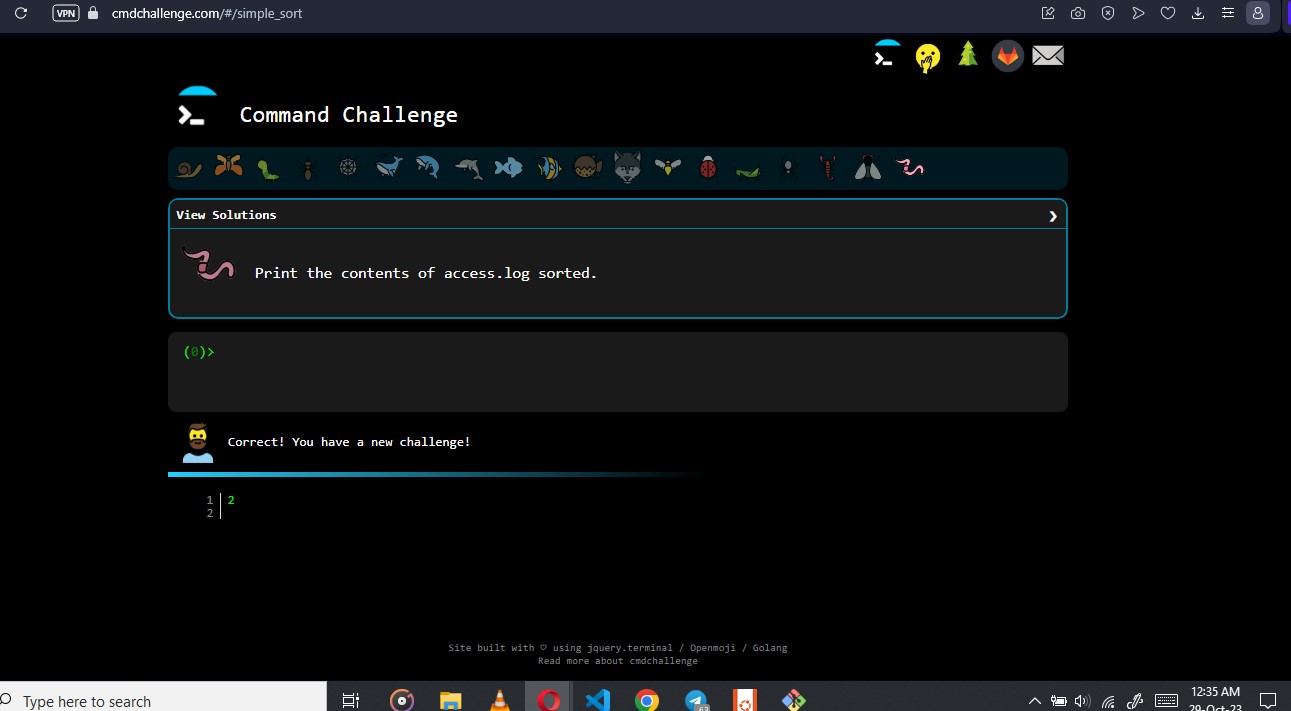 VPN cmdchallenge.com/#/simple_sort
Command Challenge
View Solutions
Print the contents of access.log sorted.
(0)>
Correct! You have a new challenge!
1 2
2
Site built with ♡ using jquery.terminal / Openmoji / Golang
Read more about cmdchallenge
Type here to search
63
12:35 AM
29-Oct-23